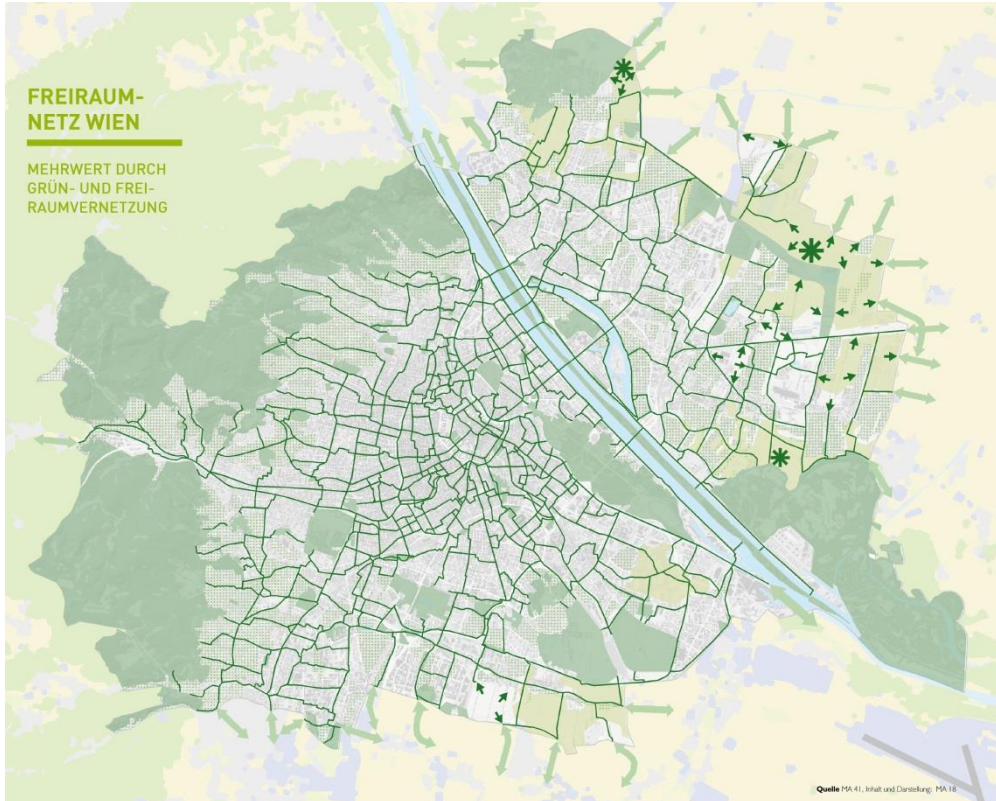 FREIRAUM-
NETZ WIEN
MEHRWERT DURCH
GRÜN- UND FREI-
RAUMVERNETZUNG
Quelle MA 41, Inhalt und Darstellung: MA 18